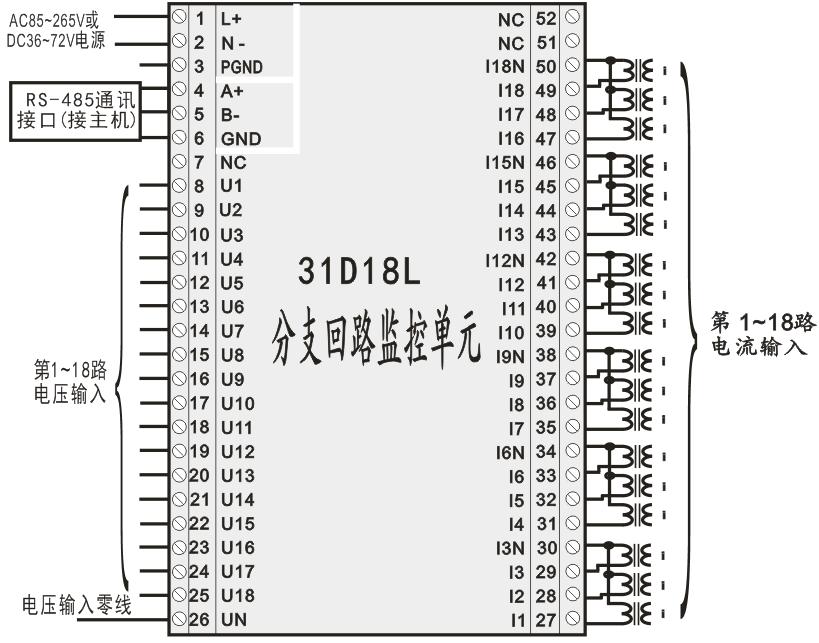 AC85~265V或
DC36~72V电源
RS-485通讯
接口(接主机)
第1~18路
电压输入
电压输入零线
1 L+
2 N-
3 PGND
4 A+
5 B-
6 GND
7 NC
8 U1
9 U2
10 U3
11 U4
12 U5
13 U6
14 U7
15 U8
16 U9
17 U10
18 U11
19 U12
20 U13
21 U14
22 U15
23 U16
24 U17
25 U18
26 UN
31D18L
分支回路监控单元
NC 52
NC 51
I18N 50
I18 49
I17 48
I16 47
I15N 46
I15 45
I14 44
I13 43
I12N 42
I12 41
I11 40
I10 39
I9N 38
I9 37
I8 36
I7 35
I6N 34
I6 33
I5 32
I4 31
I3N 30
I3 29
I2 28
I1 27
第 1~18路
电流输入